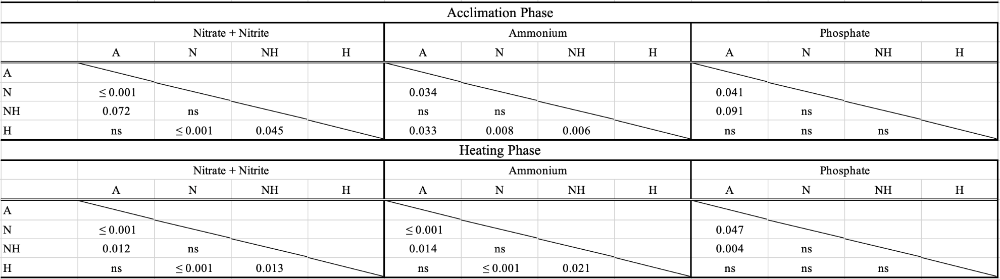 Acclimation Phase
Nitrate + Nitrite Ammonium Phosphate
A N NH H A N NH H A N NH H
A
N ≤ 0.001 0.034 0.041
NH 0.072 ns ns ns 0.091 ns
H ns ≤ 0.001 0.045 0.033 0.008 0.006 ns ns ns
Heating Phase
Nitrate + Nitrite Ammonium Phosphate
A N NH H A N NH H A N NH H
A
N ≤ 0.001 ≤ 0.001 0.047
NH 0.012 ns 0.014 ns 0.004 ns
H ns ≤ 0.001 0.013 ns ≤ 0.001 0.021 ns ns ns